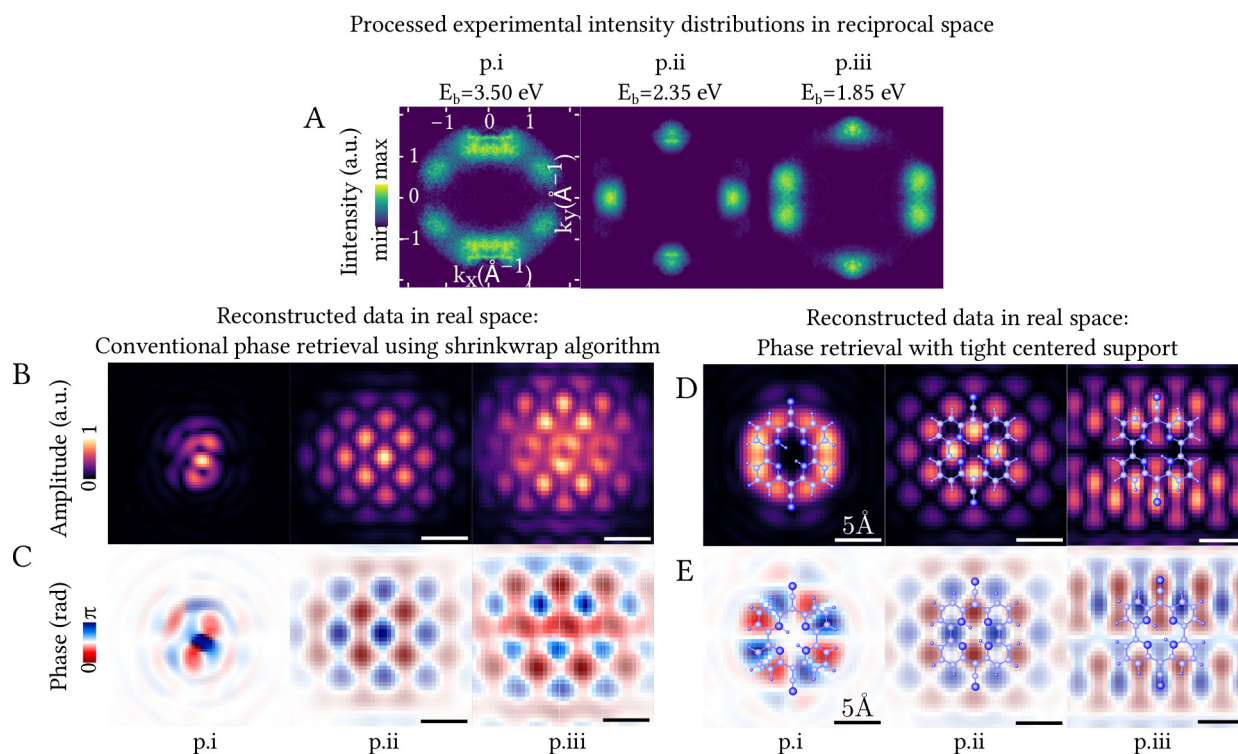 Processed experimental intensity distributions in reciprocal space
p.i p.ii p.iii
E_b=3.50 eV E_b=2.35 eV E_b=1.85 eV
A
Iintensity (a.u.)
min max
−1 0 1
1
0
−1
k_X(Å⁻¹)
k_y(Å⁻¹)
Reconstructed data in real space:
Conventional phase retrieval using shrinkwrap algorithm
Reconstructed data in real space:
Phase retrieval with tight centered support
B
Amplitude (a.u.)
0 1
D
5Å
C
Phase (rad)
0 π
E
5Å
p.i p.ii p.iii
p.i p.ii p.iii